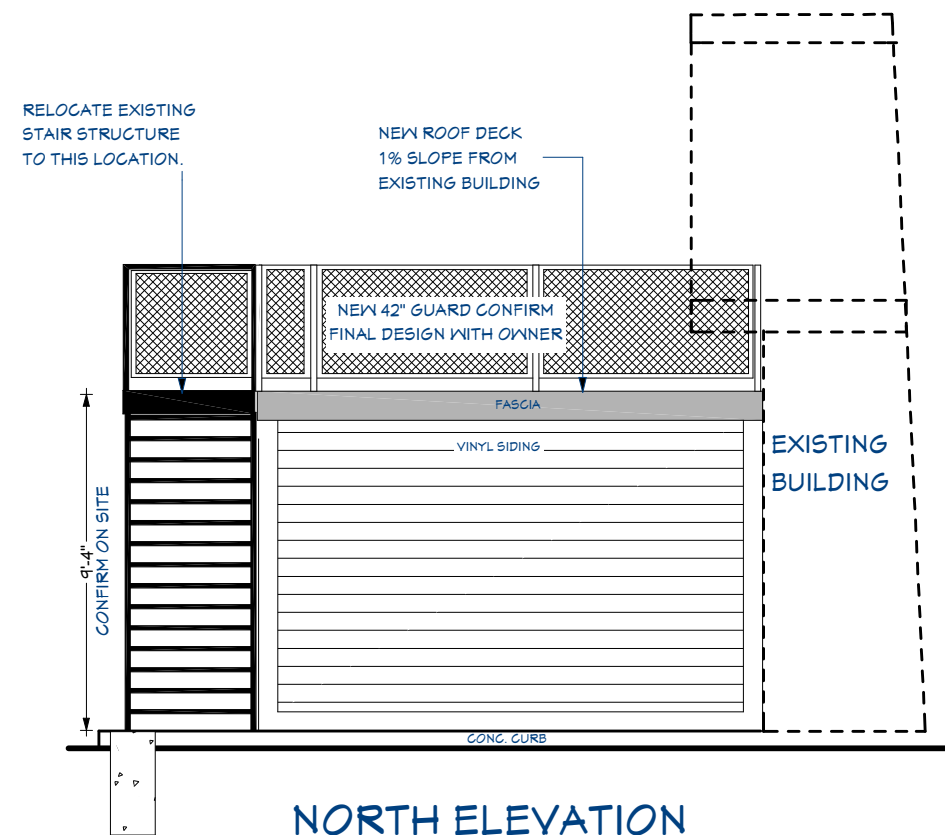 RELOCATE EXISTING
STAIR STRUCTURE
TO THIS LOCATION.
NEW ROOF DECK
1% SLOPE FROM
EXISTING BUILDING
NEW 42" GUARD CONFIRM
FINAL DESIGN WITH OWNER
FASCIA
VINYL SIDING
EXISTING
BUILDING
9'-4"
CONFIRM ON SITE
CONC. CURB
NORTH ELEVATION